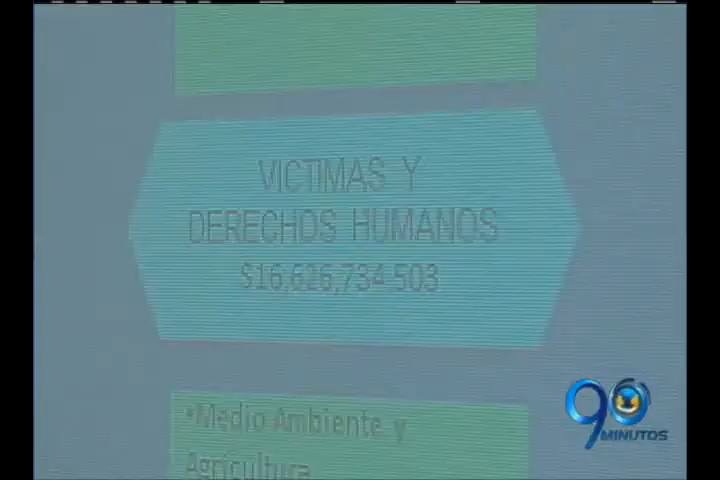 VICTIMAS Y
DERECHOS HUMANOS
$16,626,734.503
•Medio Ambiente y
Agricultura
90
MINUTOS